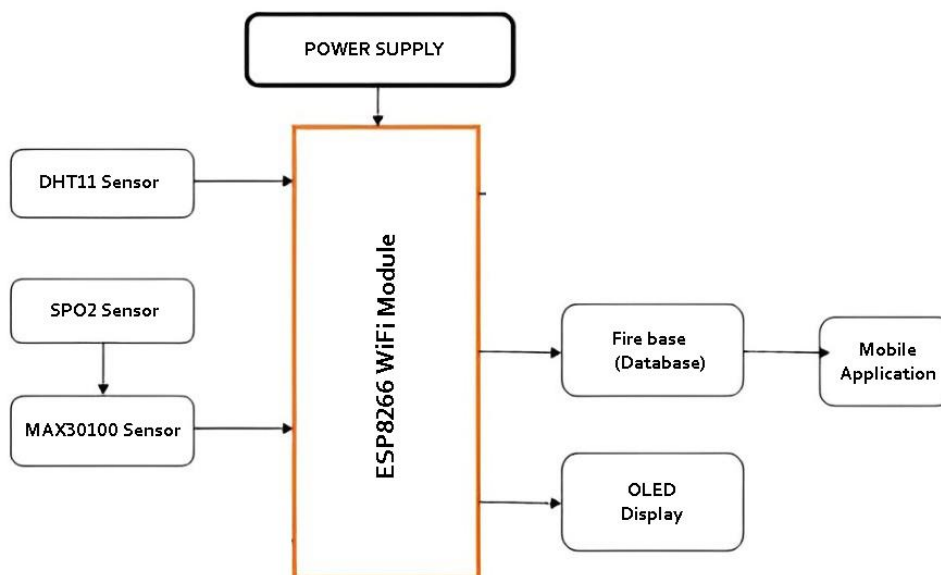 POWER SUPPLY
DHT11 Sensor
SPO2 Sensor
MAX30100 Sensor
ESP8266 WiFi Module
Fire base
(Database)
Mobile
Application
OLED
Display